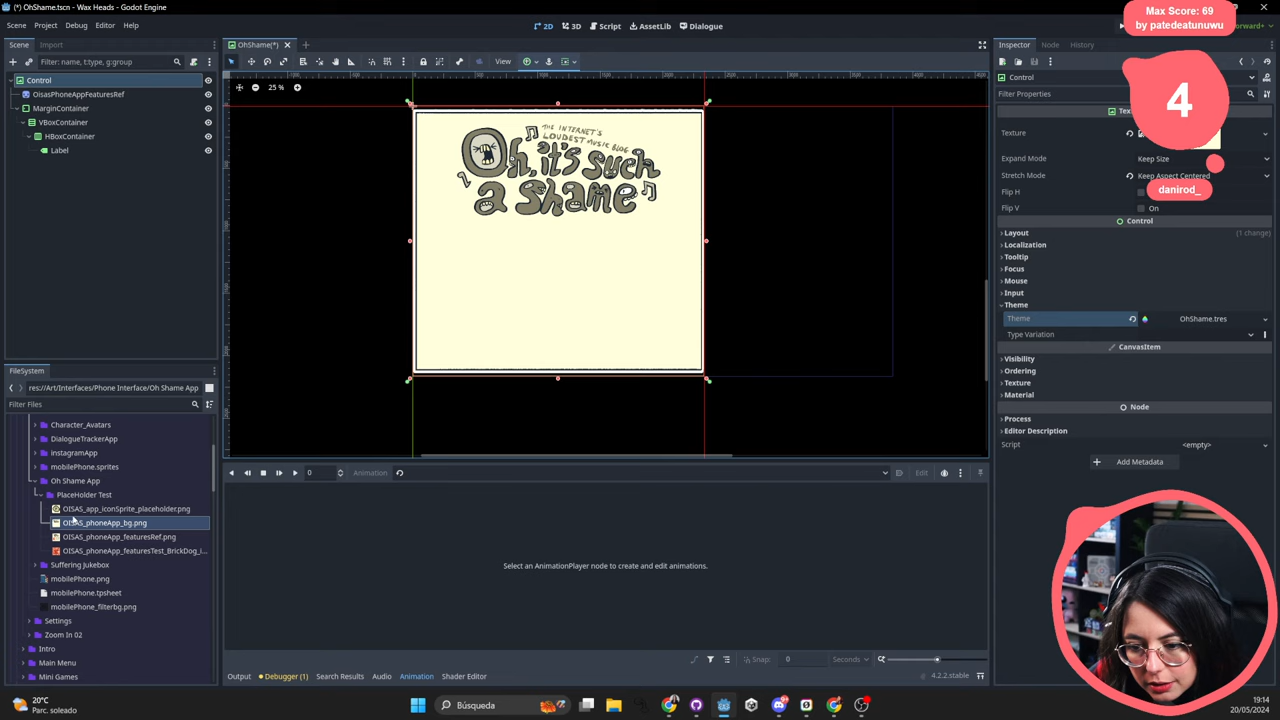 (*) OhShame.tscn - Wax Heads - Godot Engine
Scene Project Debug Editor Help
2D 3D Script AssetLib Dialogue
Max Score: 69
by patedeatunuwu
4
danirod_
Scene Import
Filter: name, t:type, g:group
Control
OisasPhoneAppFeaturesRef
MarginContainer
VBoxContainer
HBoxContainer
Label
OhShame(*)
View
25 %
THE INTERNET'S
LOUDEST MUSIC BLOG
Oh, it's such
a shame
FileSystem
res://Art/Interfaces/Phone Interface/Oh Shame App
Filter Files
Character_Avatars
DialogueTrackerApp
InstagramApp
mobilePhone.sprites
Oh Shame App
PlaceHolder Test
OISAS_app_iconSprite_placeholder.png
OISAS_phoneApp_bg.png
OISAS_phoneApp_featuresRef.png
OISAS_phoneApp_featuresTest_BrickDog_i...
Suffering Jukebox
mobilePhone.png
mobilePhone.tpsheet
mobilePhone_filterbg.png
Settings
Zoom In 02
Intro
Main Menu
Mini Games
0 Animation Edit
Select an AnimationPlayer node to create and edit animations.
Snap: 0 Seconds
Output Debugger (1) Search Results Audio Animation Shader Editor 4.2.2.stable
Inspector Node History
Control
Filter Properties
Texture
Expand Mode Keep Size
Stretch Mode Keep Aspect Centered
Flip H
Flip V On
Control
Layout (1 change)
Localization
Tooltip
Focus
Mouse
Input
Theme
Theme OhShame.tres
Type Variation
CanvasItem
Visibility
Ordering
Texture
Material
Node
Process
Editor Description
Script <empty>
Add Metadata
20°C
Parc. soleado
Búsqueda
19:14
20/05/2024